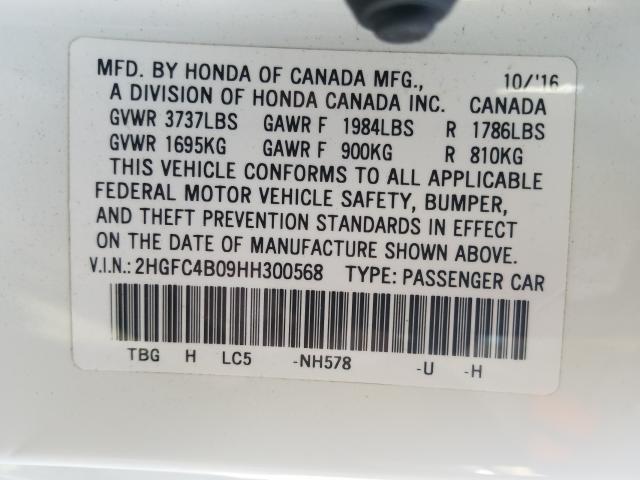 MFD. BY HONDA OF CANADA MFG., 10/'16
A DIVISION OF HONDA CANADA INC. CANADA
GVWR 3737LBS GAWR F 1984LBS R 1786LBS
GVWR 1695KG GAWR F 900KG R 810KG
THIS VEHICLE CONFORMS TO ALL APPLICABLE
FEDERAL MOTOR VEHICLE SAFETY, BUMPER,
AND THEFT PREVENTION STANDARDS IN EFFECT
ON THE DATE OF MANUFACTURE SHOWN ABOVE.
V.I.N.: 2HGFC4B09HH300568 TYPE: PASSENGER CAR
TBG H LC5 -NH578 -U -H